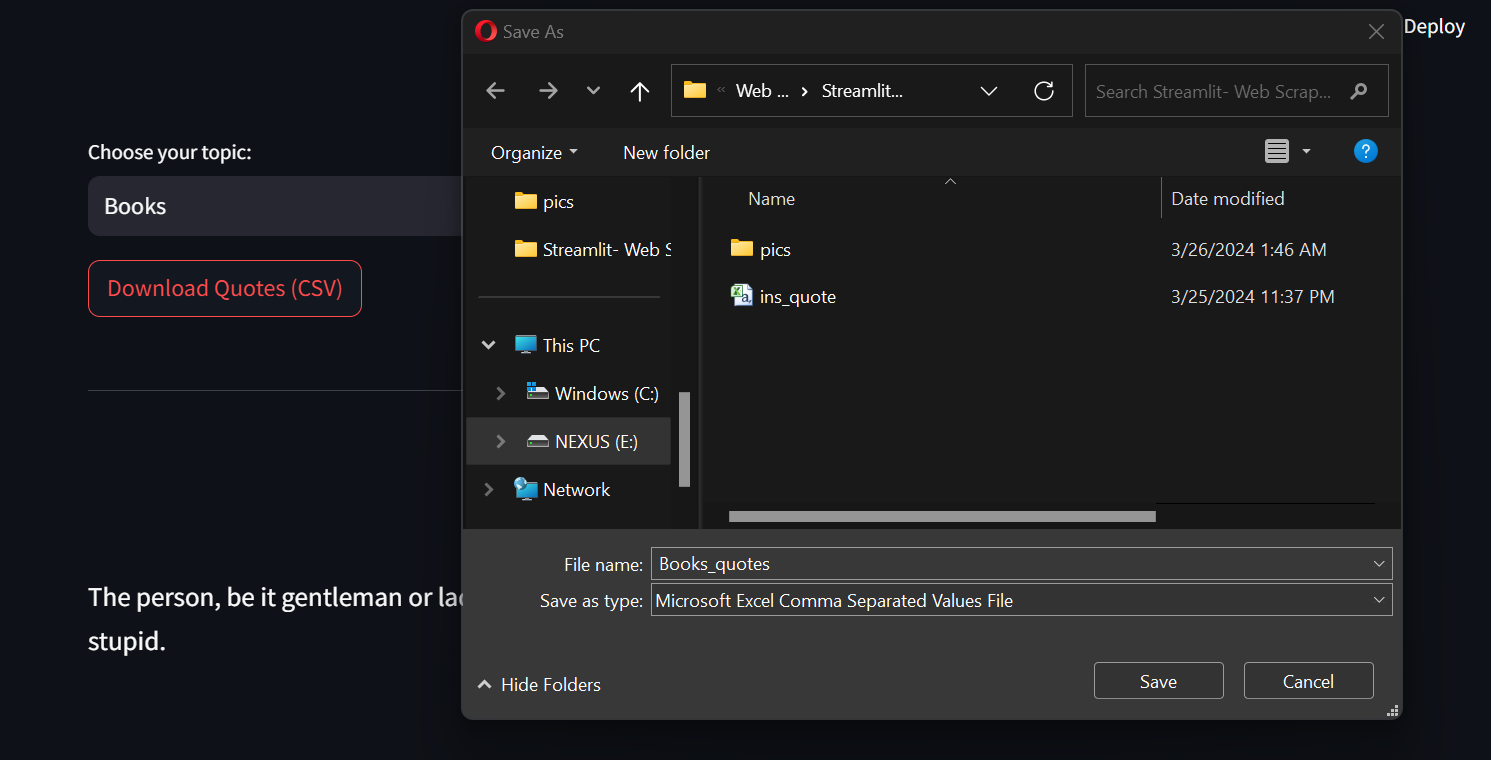 Save As
Deploy
« Web ... › Streamlit...
Search Streamlit- Web Scrap...
Organize
New folder
?
Choose your topic:
Books
Download Quotes (CSV)
pics
Streamlit- Web S
This PC
Windows (C:)
NEXUS (E:)
Network
Name
Date modified
pics
3/26/2024 1:46 AM
ins_quote
3/25/2024 11:37 PM
The person, be it gentleman or
stupid.
File name:
Books_quotes
Save as type:
Microsoft Excel Comma Separated Values File
Hide Folders
Save
Cancel